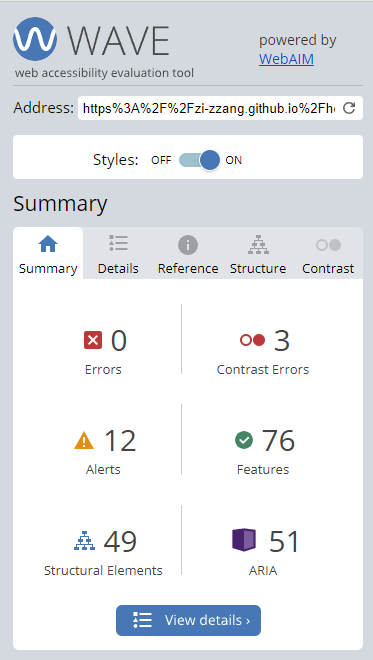 WAVE
web accessibility evaluation tool
powered by
WebAIM
Address: https%3A%2F%2Fzi-zzang.github.io%2Fh
Styles: OFF ON
Summary
Summary Details Reference Structure Contrast
0
Errors
3
Contrast Errors
12
Alerts
76
Features
49
Structural Elements
51
ARIA
View details ›